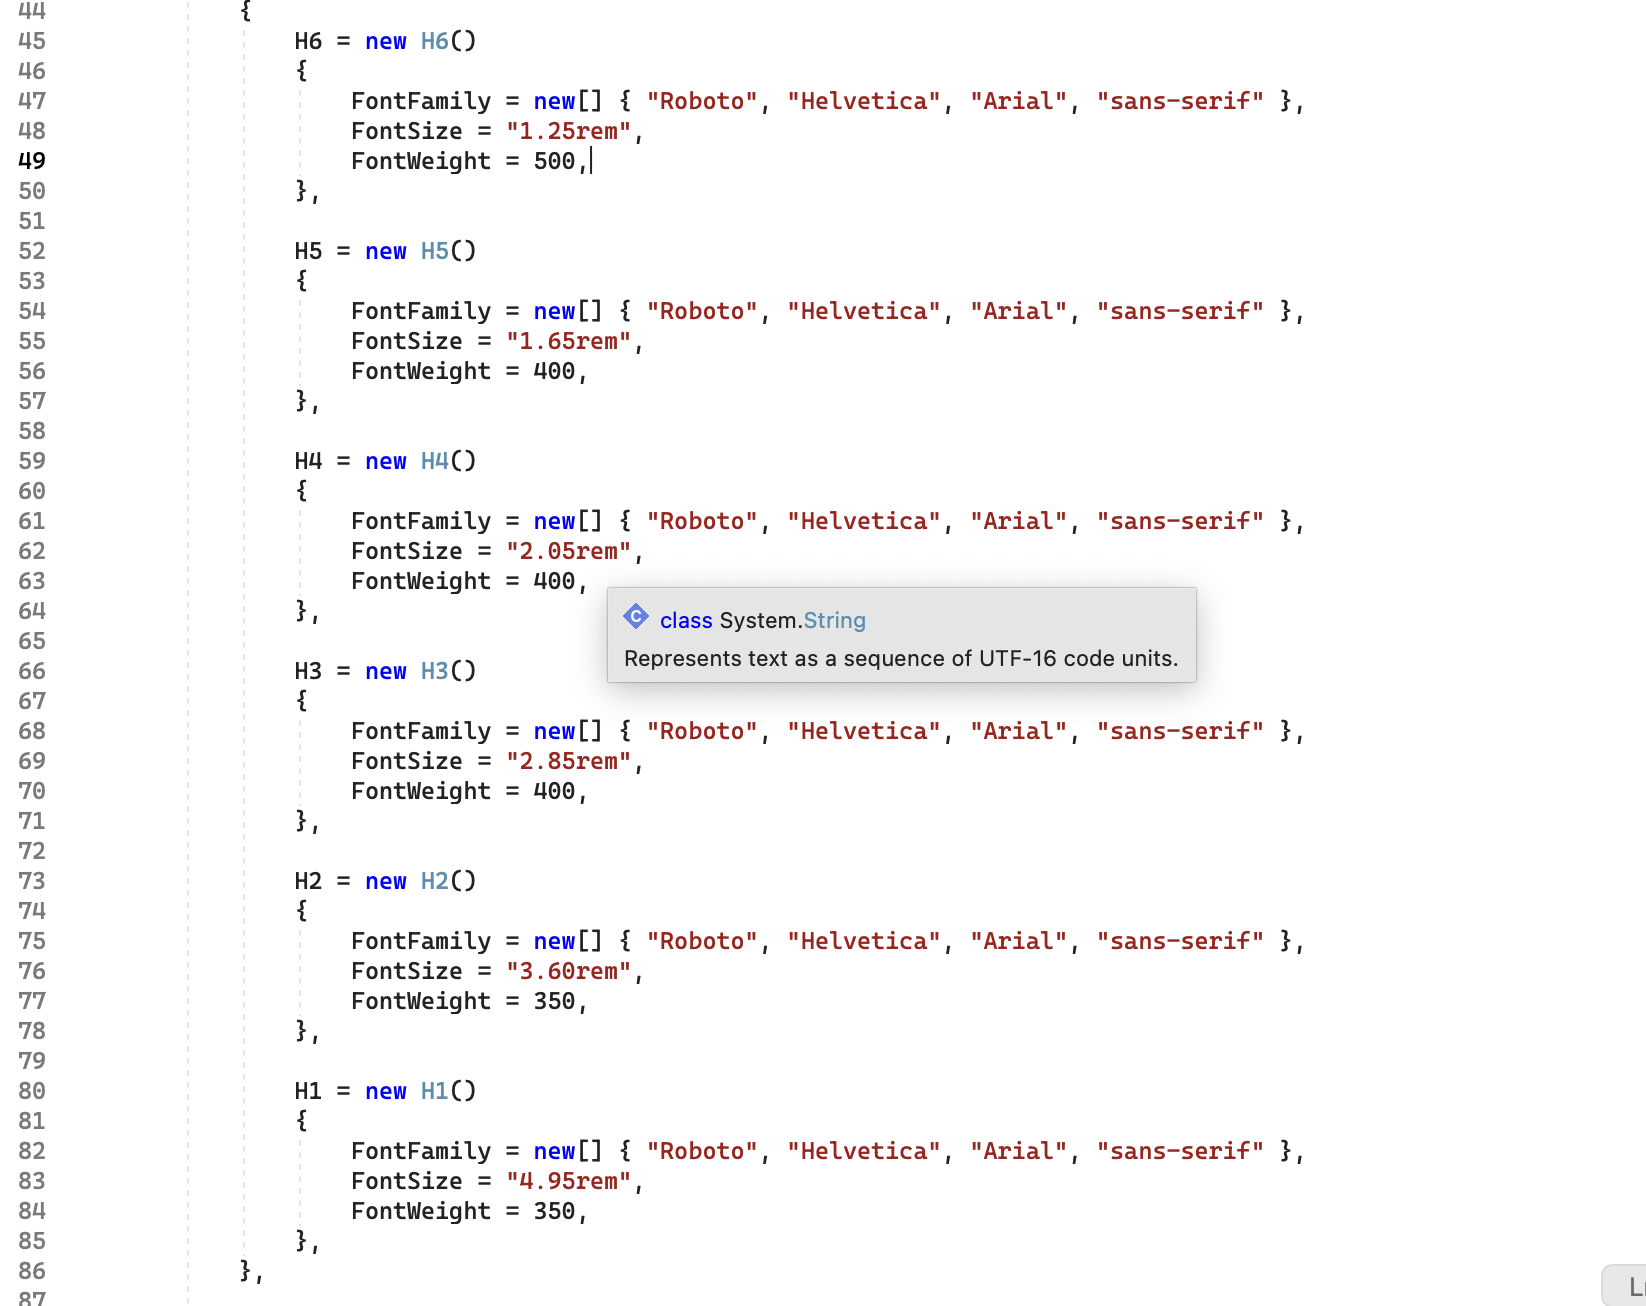 44 {
45 H6 = new H6()
46 {
47 FontFamily = new[] { "Roboto", "Helvetica", "Arial", "sans-serif" },
48 FontSize = "1.25rem",
49 FontWeight = 500,
50 },
51
52 H5 = new H5()
53 {
54 FontFamily = new[] { "Roboto", "Helvetica", "Arial", "sans-serif" },
55 FontSize = "1.65rem",
56 FontWeight = 400,
57 },
58
59 H4 = new H4()
60 {
61 FontFamily = new[] { "Roboto", "Helvetica", "Arial", "sans-serif" },
62 FontSize = "2.05rem",
63 FontWeight = 400,
64 },
C class System.String
65
Represents text as a sequence of UTF-16 code units.
66 H3 = new H3()
67 {
68 FontFamily = new[] { "Roboto", "Helvetica", "Arial", "sans-serif" },
69 FontSize = "2.85rem",
70 FontWeight = 400,
71 },
72
73 H2 = new H2()
74 {
75 FontFamily = new[] { "Roboto", "Helvetica", "Arial", "sans-serif" },
76 FontSize = "3.60rem",
77 FontWeight = 350,
78 },
79
80 H1 = new H1()
81 {
82 FontFamily = new[] { "Roboto", "Helvetica", "Arial", "sans-serif" },
83 FontSize = "4.95rem",
84 FontWeight = 350,
85 },
86 },
87